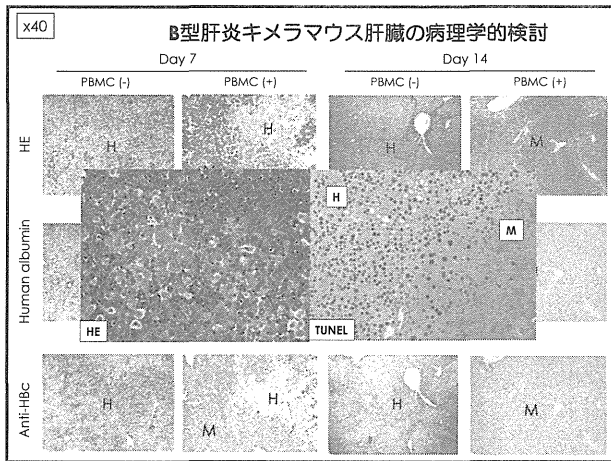 x40
B型肝炎キメラマウス肝臓の病理学的検討
Day 7 Day 14
PBMC (-) PBMC (+) PBMC (-) PBMC (+)
HE
H H H M
Human albumin
HE
H
M
TUNEL
Anti-HBc
H M H H M